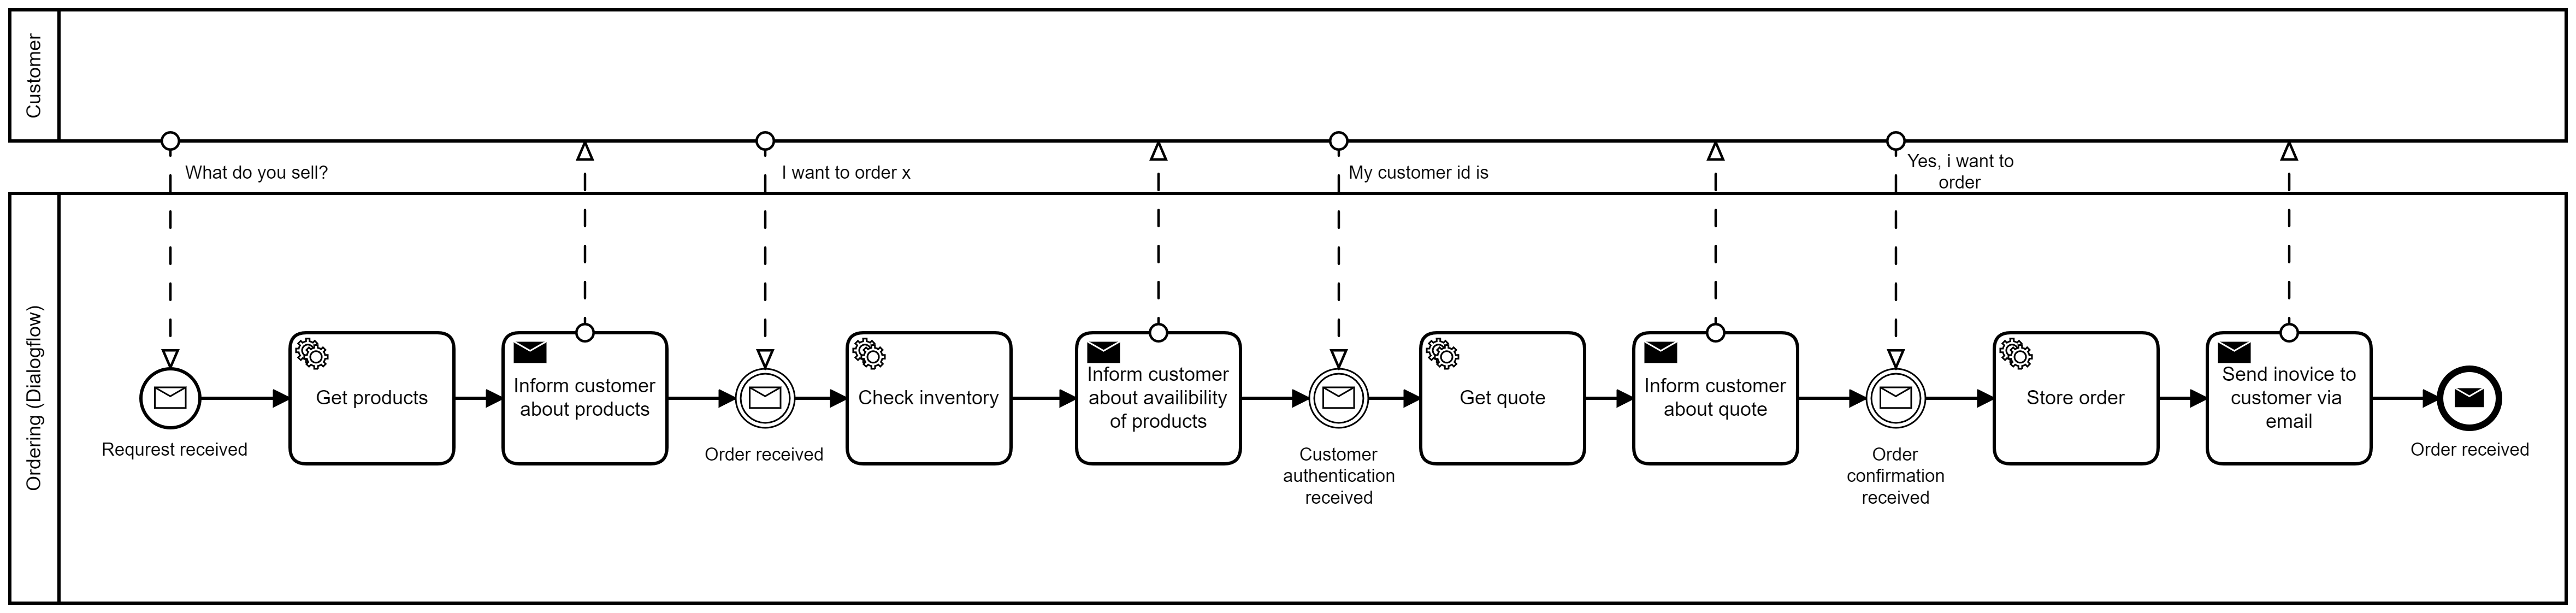 Customer
What do you sell?
I want to order x
My customer id is
Yes, i want to
order
Ordering (Dialogflow)
Requrest received
Get products
Inform customer
about products
Order received
Check inventory
Inform customer
about availibility
of products
Customer
authentication
received
Get quote
Inform customer
about quote
Order
confirmation
received
Store order
Send inovice to
customer via
email
Order received